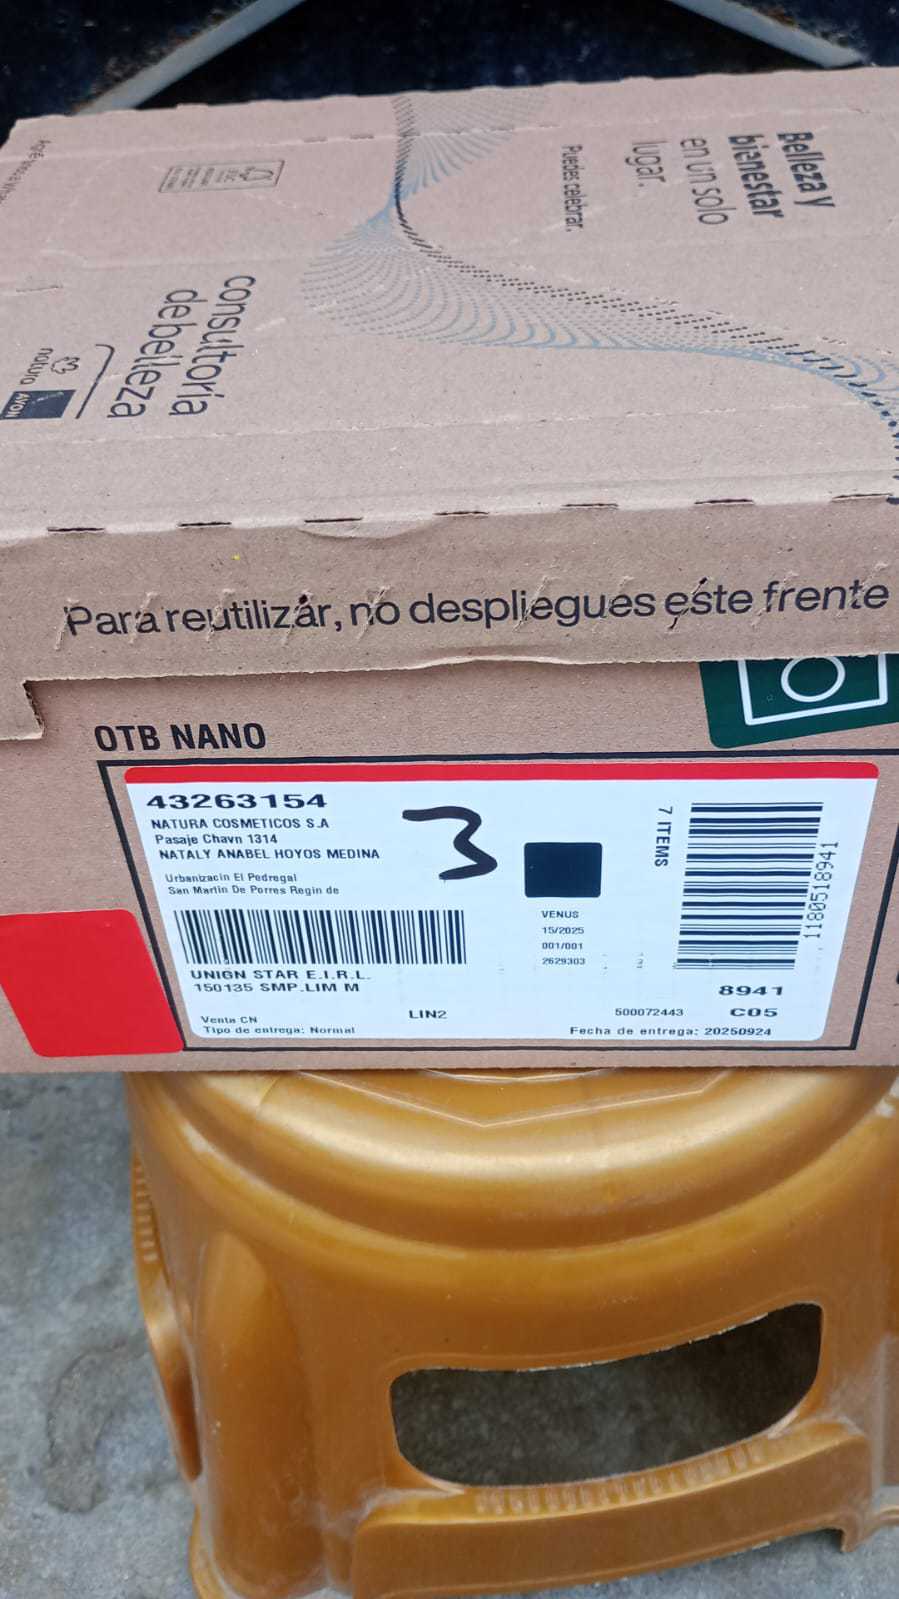 Belleza y
bienestar
en un solo
lugar.
Puedes celebrar.
consultoria
de belleza
natura
AVON
Para reutilizar, no despliegues este frente
OTB NANO
43263154
NATURA COSMETICOS S.A
Pasaje Chavn 1314
NATALY ANABEL HOYOS MEDINA
Urbanizacin El Pedregal
San Martin De Porres Regin de
3
7 ITEMS
1180518941
VENUS
15/2025
001/001
2629303
UNIGN STAR E.I.R.L.
150135 SMP.LIM M
8941
Venta CN
LIN2
500072443
C05
Tipo de entrega: Normal
Fecha de entrega: 20250924